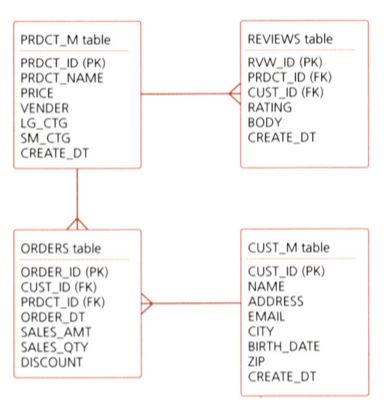 PRDCT_M table
PRDCT_ID (PK)
PRDCT_NAME
PRICE
VENDER
LG_CTG
SM_CTG
CREATE_DT
REVIEWS table
RVW_ID (PK)
PRDCT_ID (FK)
CUST_ID (FK)
RATING
BODY
CREATE_DT
ORDERS table
ORDER_ID (PK)
CUST_ID (FK)
PRDCT_ID (FK)
ORDER_DT
SALES_AMT
SALES_QTY
DISCOUNT
CUST_M table
CUST_ID (PK)
NAME
ADDRESS
EMAIL
CITY
BIRTH_DATE
ZIP
CREATE_DT